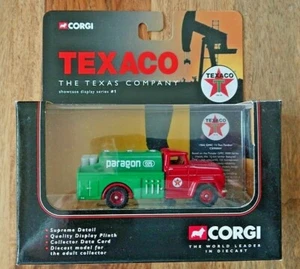 CORGI
TEXACO
THE TEXAS COMPANY
showcase display series #1
TEXACO
paragon
• Supreme Detail
• Quality Display Plinth
• Collector Data Card
• Diecast model for
the adult collector
CORGI
THE WORLD LEADER
IN DIECAST